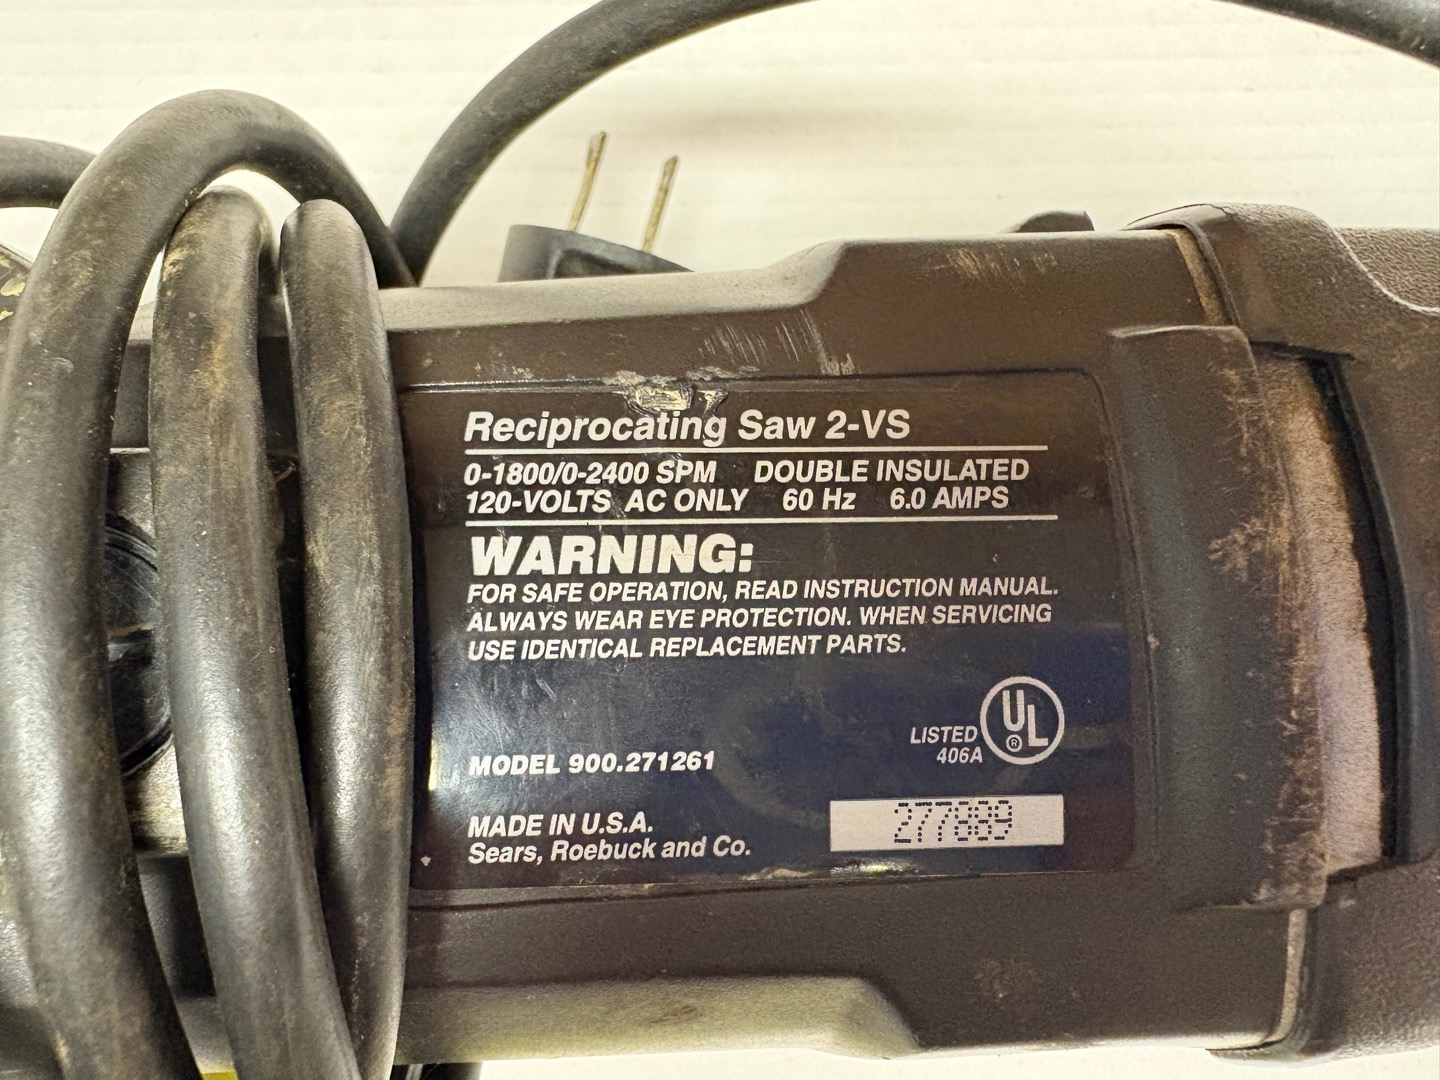 Reciprocating Saw 2-VS
0-1800/0-2400 SPM DOUBLE INSULATED
120-VOLTS AC ONLY 60 Hz 6.0 AMPS
WARNING:
FOR SAFE OPERATION, READ INSTRUCTION MANUAL.
ALWAYS WEAR EYE PROTECTION. WHEN SERVICING
USE IDENTICAL REPLACEMENT PARTS.
UL
®
LISTED
406A
MODEL 900.271261
277889
MADE IN U.S.A.
Sears, Roebuck and Co.